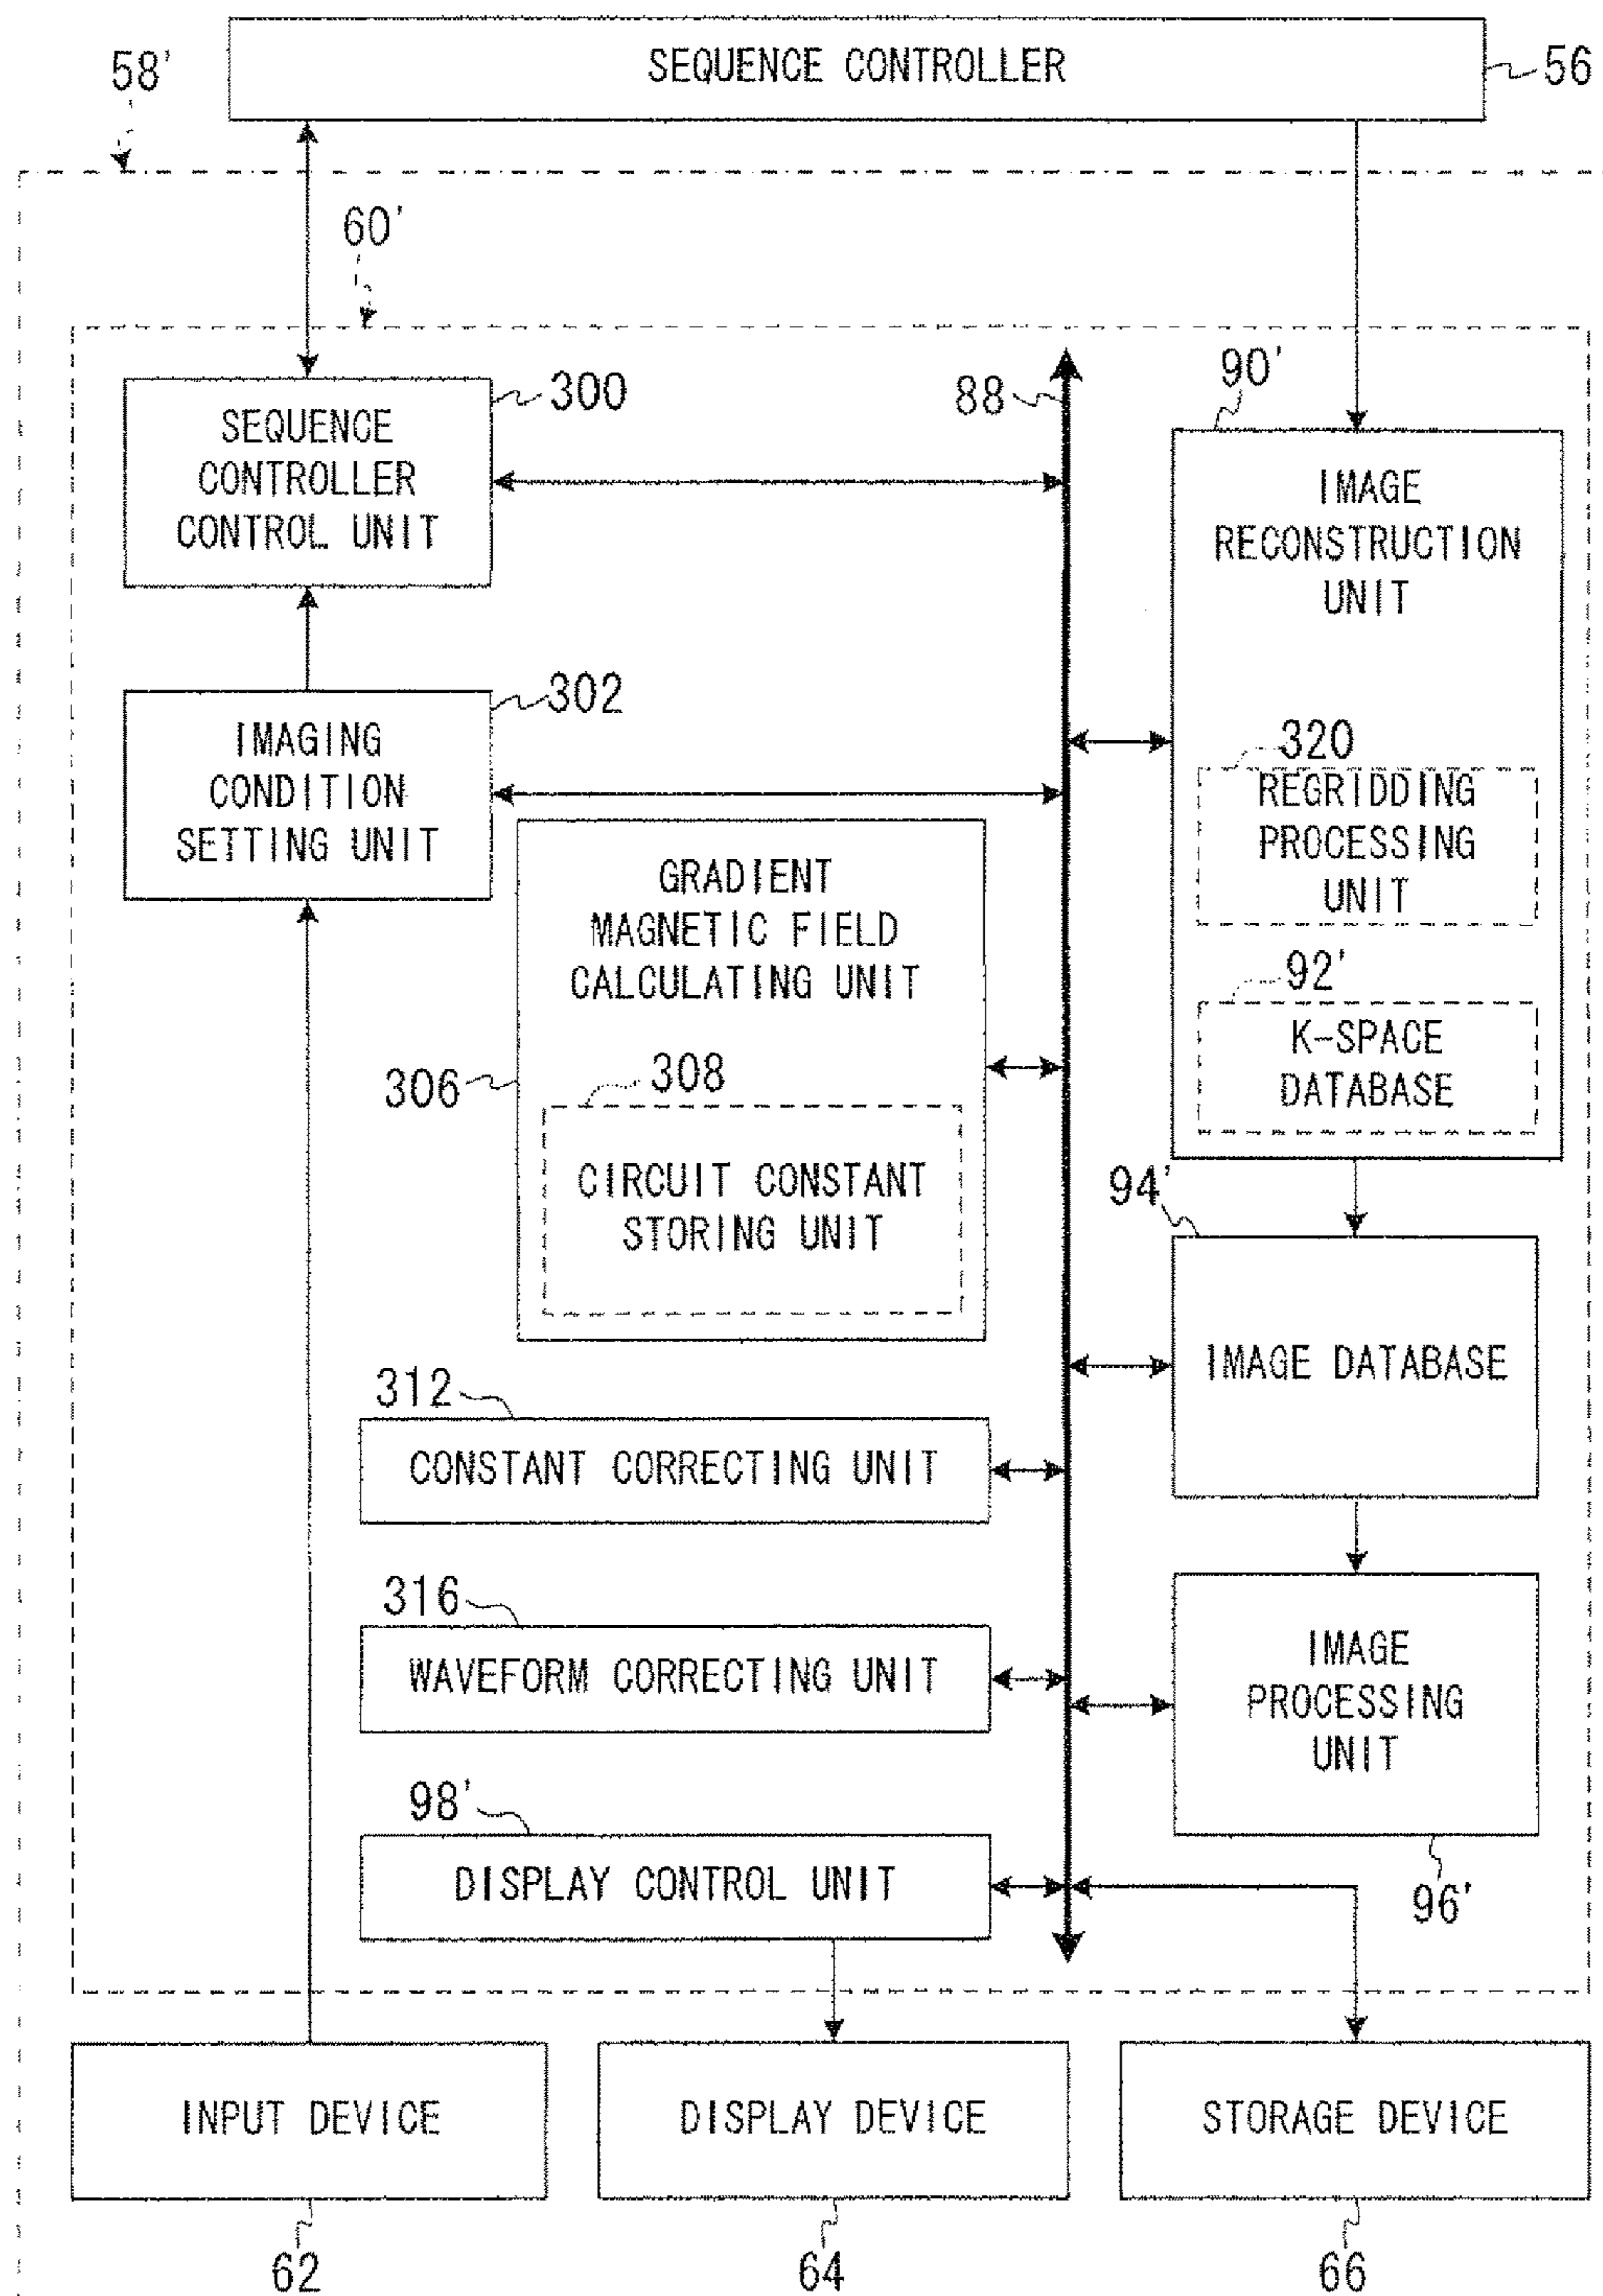 SEQUENCE CONTROLLER
56
58'
60'
300
SEQUENCE
CONTROLLER
CONTROL UNIT
88
90'
IMAGE
RECONSTRUCTION
UNIT
302
IMAGING
CONDITION
SETTING UNIT
320
REGRIDDING
PROCESSING
UNIT
92'
K-SPACE
DATABASE
GRADIENT
MAGNETIC FIELD
CALCULATING UNIT
306
308
CIRCUIT CONSTANT
STORING UNIT
94'
IMAGE DATABASE
312
CONSTANT CORRECTING UNIT
316
WAVEFORM CORRECTING UNIT
IMAGE
PROCESSING
UNIT
96'
98'
DISPLAY CONTROL UNIT
INPUT DEVICE
DISPLAY DEVICE
STORAGE DEVICE
62
64
66